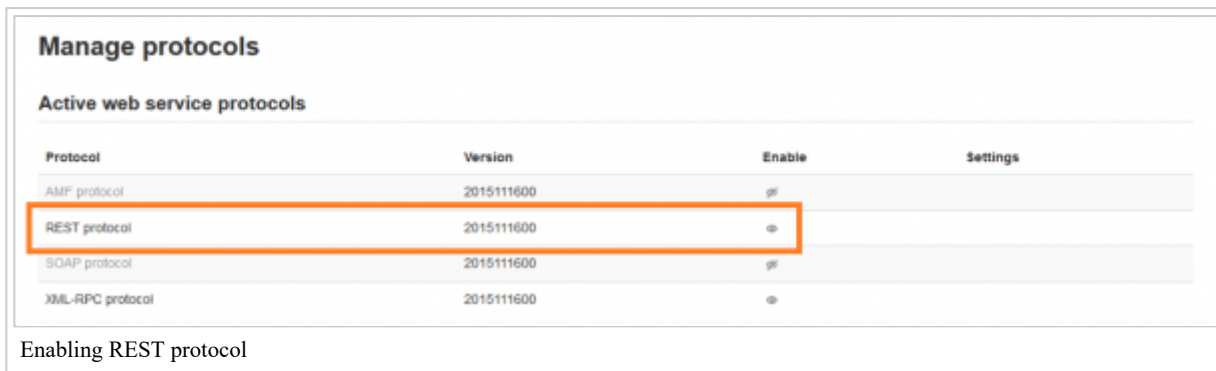 Manage protocols
Active web service protocols
Protocol Version Enable Settings
AMF protocol 2015111600
REST protocol 2015111600
SOAP protocol 2015111600
XML-RPC protocol 2015111600
Enabling REST protocol